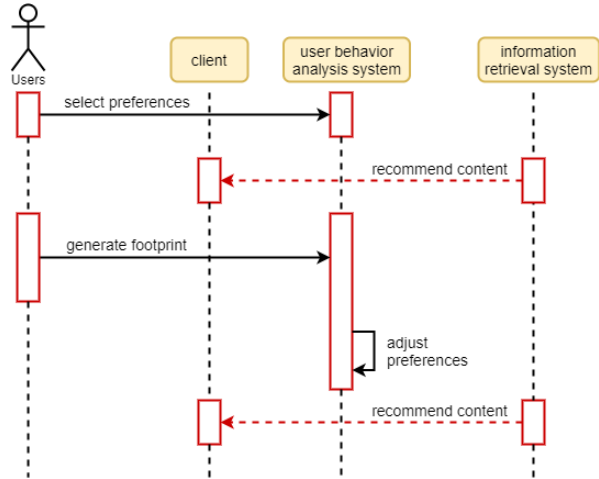 Users
client
user behavior
analysis system
information
retrieval system
select preferences
recommend content
generate footprint
adjust
preferences
recommend content